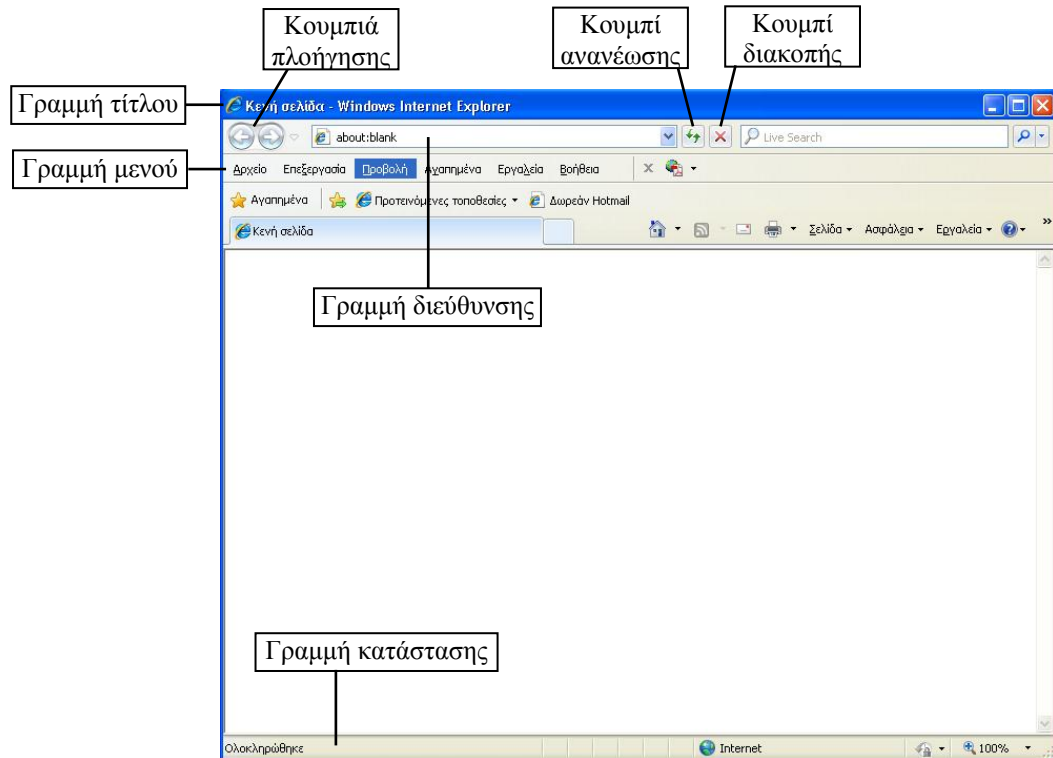 Κουμπιά
πλοήγησης
Κουμπί
ανανέωσης
Κουμπί
διακοπής
Γραμμή τίτλου
Κενή σελίδα - Windows Internet Explorer
about:blank
Live Search
Γραμμή μενού
Αρχείο Επεξεργασία Προβολή Αγαπημένα Εργαλεία Βοήθεια x
Αγαπημένα Προτεινόμενες τοποθεσίες Δωρεάν Hotmail
Κενή σελίδα
Σελίδα Ασφάλεια Εργαλεία »
Γραμμή διεύθυνσης
Γραμμή κατάστασης
Ολοκληρώθηκε Internet 100%